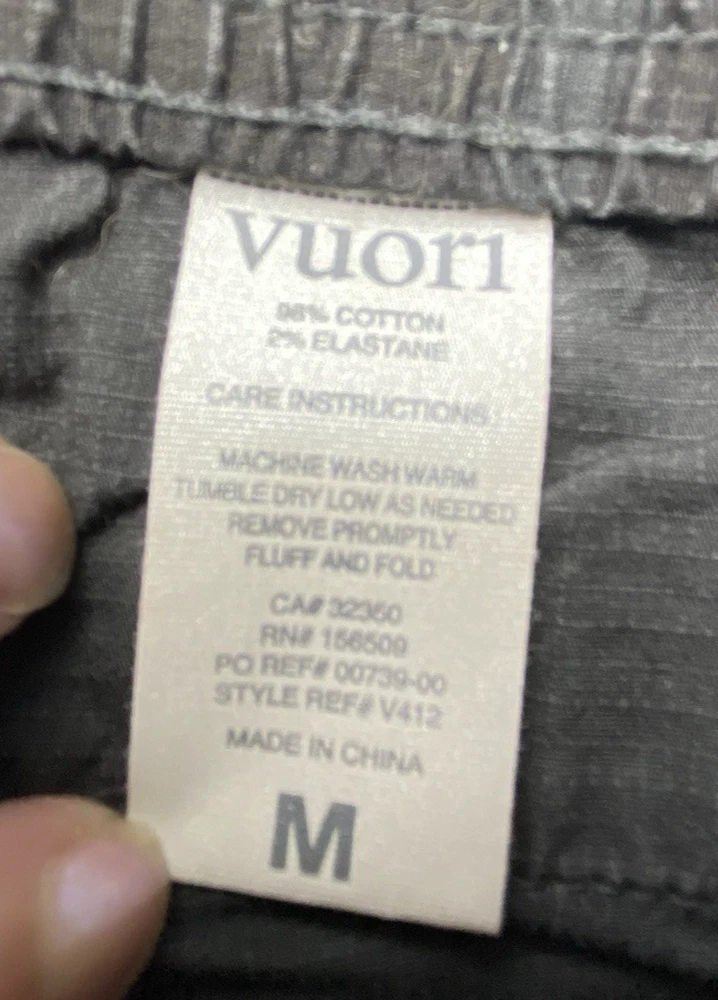 vuori
98% COTTON
2% ELASTANE
CARE INSTRUCTIONS
MACHINE WASH WARM
TUMBLE DRY LOW AS NEEDED
REMOVE PROMPTLY
FLUFF AND FOLD
CA# 32350
RN# 156509
PO REF# 00739-00
STYLE REF# V412
MADE IN CHINA
M